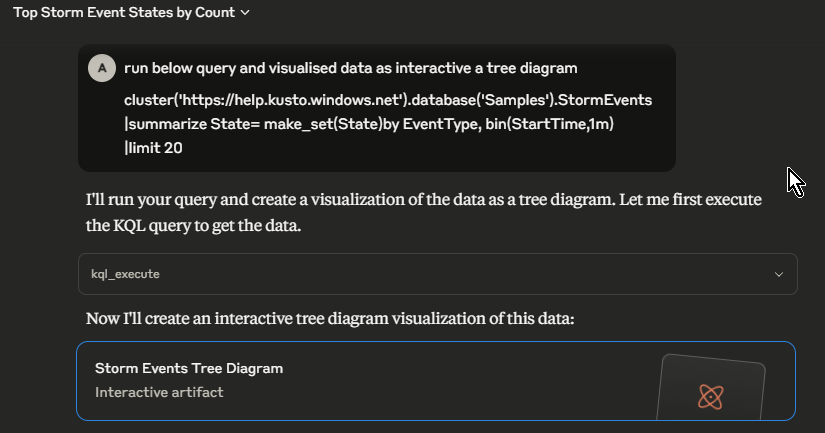 Top Storm Event States by Count
A
run below query and visualised data as interactive a tree diagram
cluster('https://help.kusto.windows.net').database('Samples').StormEvents
|summarize State= make_set(State)by EventType, bin(StartTime,1m)
|limit 20
I'll run your query and create a visualization of the data as a tree diagram. Let me first execute
the KQL query to get the data.
kql_execute
Now I'll create an interactive tree diagram visualization of this data:
Storm Events Tree Diagram
Interactive artifact